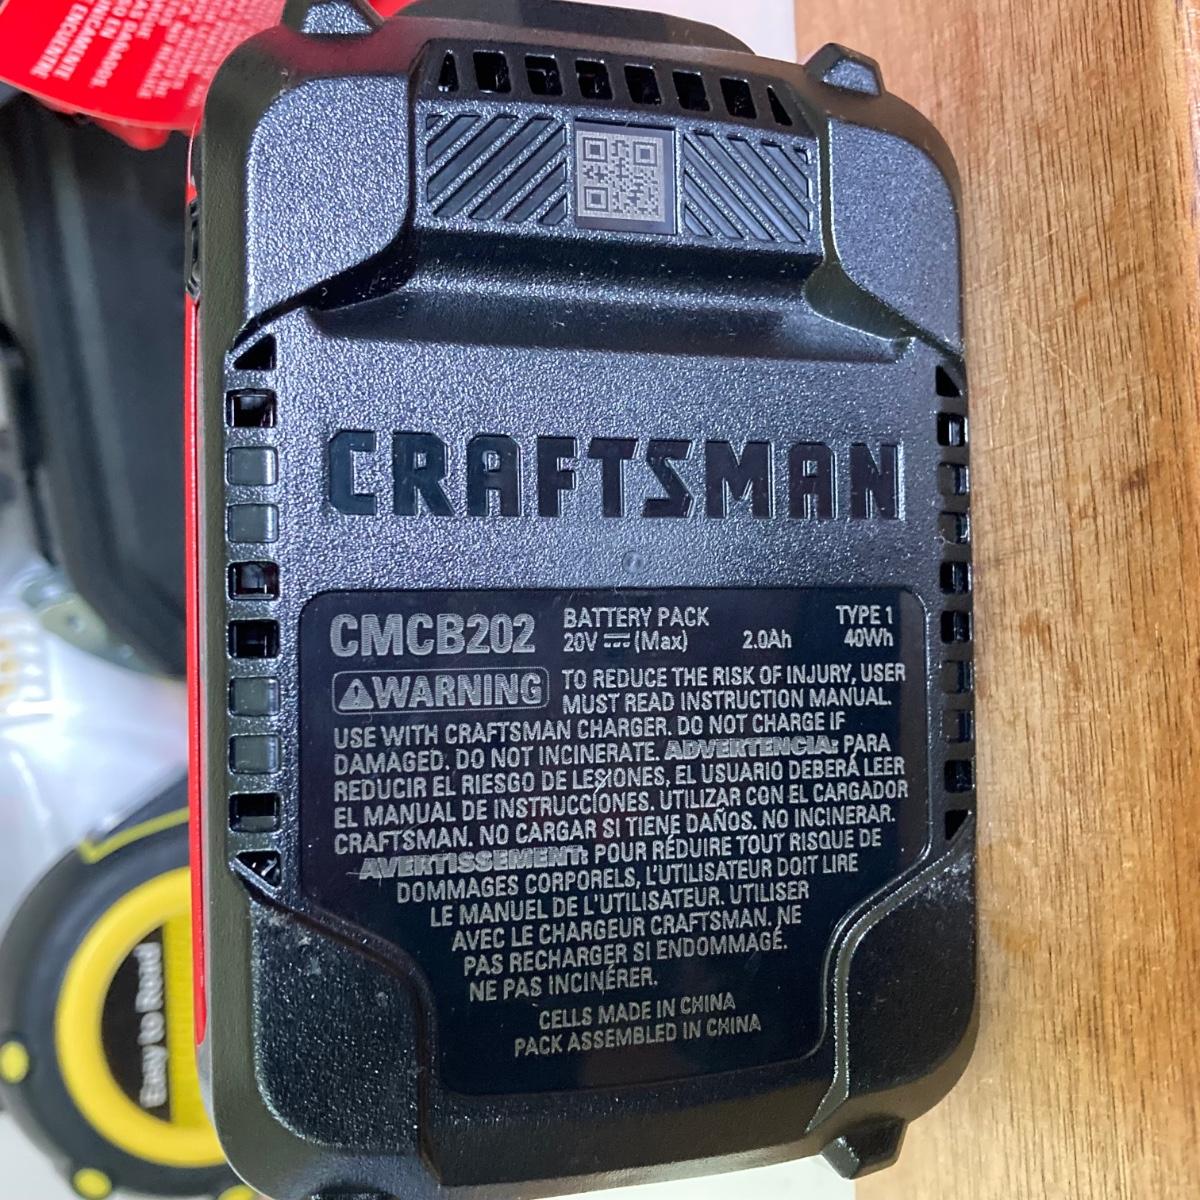 CRAFTSMAN
CMCB202
BATTERY PACK
TYPE 1
20V ⎓ (Max)
2.0Ah
40Wh
⚠WARNING
TO REDUCE THE RISK OF INJURY, USER
MUST READ INSTRUCTION MANUAL.
USE WITH CRAFTSMAN CHARGER. DO NOT CHARGE IF
DAMAGED. DO NOT INCINERATE. ADVERTENCIA: PARA
REDUCIR EL RIESGO DE LESIONES, EL USUARIO DEBERÁ LEER
EL MANUAL DE INSTRUCCIONES. UTILIZAR CON EL CARGADOR
CRAFTSMAN. NO CARGAR SI TIENE DAÑOS. NO INCINERAR.
AVERTISSEMENT: POUR RÉDUIRE TOUT RISQUE DE
DOMMAGES CORPORELS, L'UTILISATEUR DOIT LIRE
LE MANUEL DE L'UTILISATEUR. UTILISER
AVEC LE CHARGEUR CRAFTSMAN. NE
PAS RECHARGER SI ENDOMMAGÉ.
NE PAS INCINÉRER.
CELLS MADE IN CHINA
PACK ASSEMBLED IN CHINA
Easy to Read